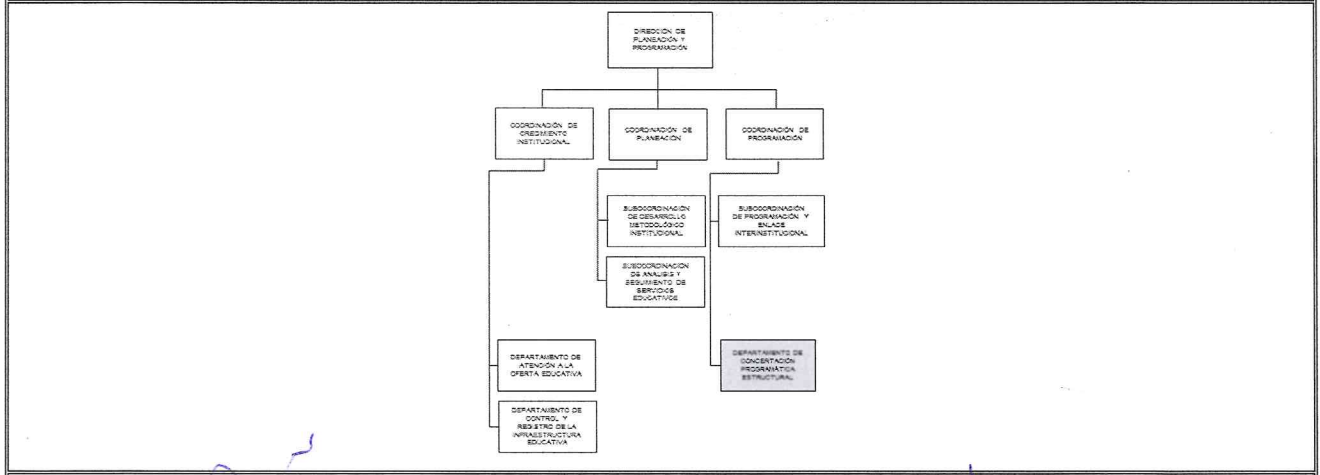 DIRECCIÓN DE
PLANEACIÓN Y
PROGRAMACIÓN
COORDINACIÓN DE
CRECIMIENTO
INSTITUCIONAL
COORDINACIÓN DE
PLANEACIÓN
COORDINACIÓN DE
PROGRAMACIÓN
SUBCOORDINACIÓN
DE DESARROLLO
METODOLÓGICO
INSTITUCIONAL
SUBCOORDINACIÓN
DE PROGRAMACIÓN Y
ENLACE
INTERINSTITUCIONAL
SUBCOORDINACIÓN
DE ANÁLISIS Y
SEGUIMIENTO DE
SERVICIOS
EDUCATIVOS
DEPARTAMENTO DE
ATENCIÓN A LA
OFERTA EDUCATIVA
DEPARTAMENTO DE
CONCERTACIÓN
PROGRAMÁTICA
ESTRUCTURAL
DEPARTAMENTO DE
CONTROL Y
REGISTRO DE LA
INFRAESTRUCTURA
EDUCATIVA